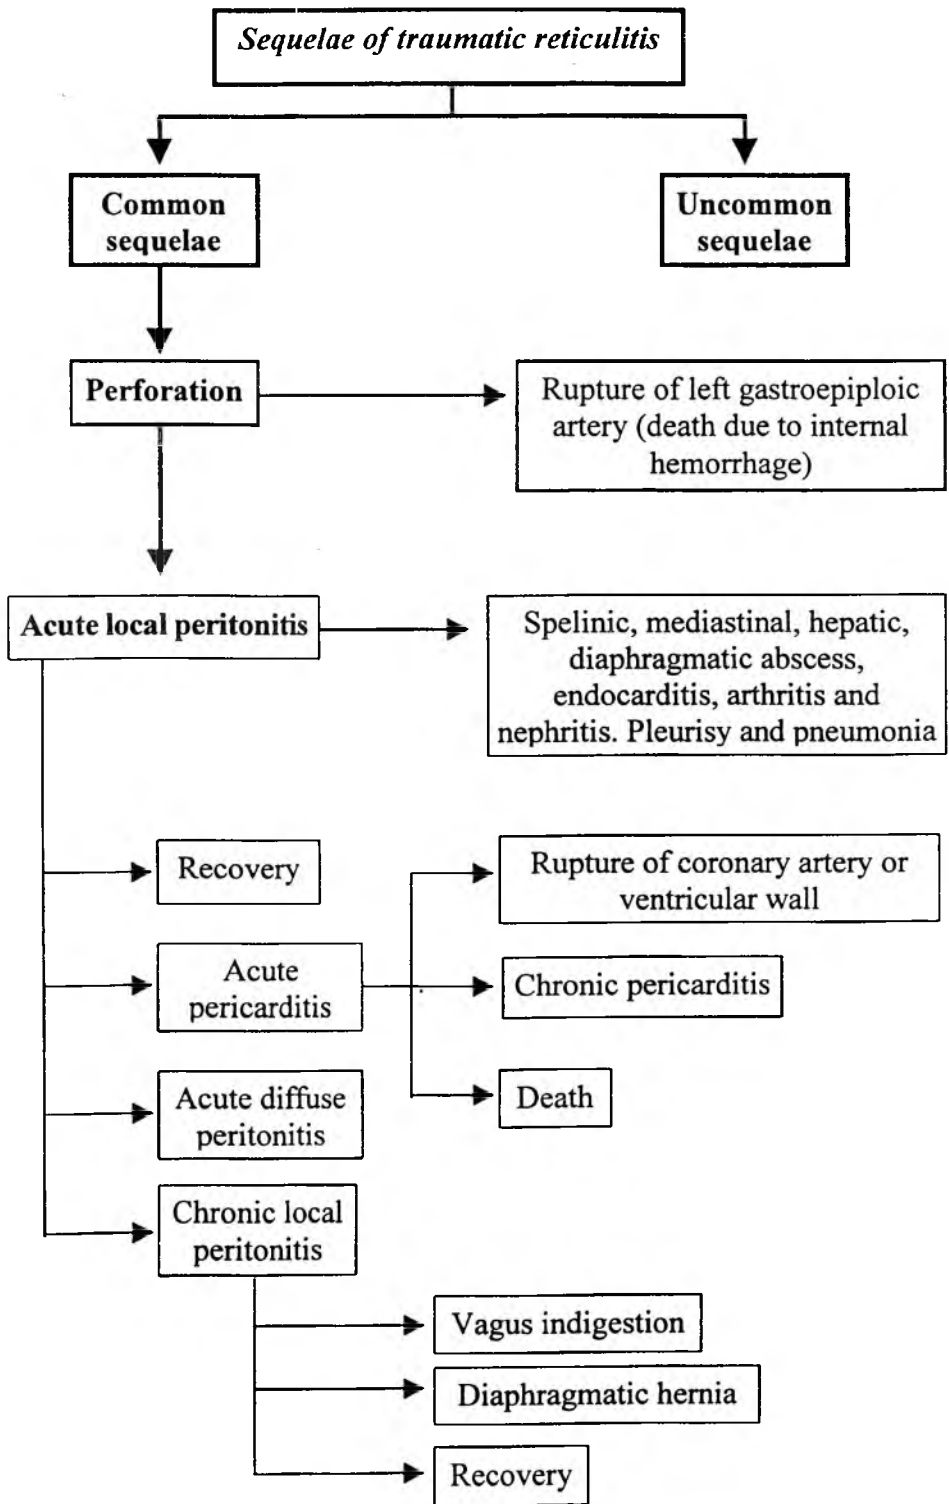 Sequelae of traumatic reticulitis
Common
sequelae
Uncommon
sequelae
Perforation
Rupture of left gastroepiploic
artery (death due to internal
hemorrhage)
Acute local peritonitis
Spelinic, mediastinal, hepatic,
diaphragmatic abscess,
endocarditis, arthritis and
nephritis. Pleurisy and pneumonia
Recovery
Acute
pericarditis
Rupture of coronary artery or
ventricular wall
Chronic pericarditis
Death
Acute diffuse
peritonitis
Chronic local
peritonitis
Vagus indigestion
Diaphragmatic hernia
Recovery